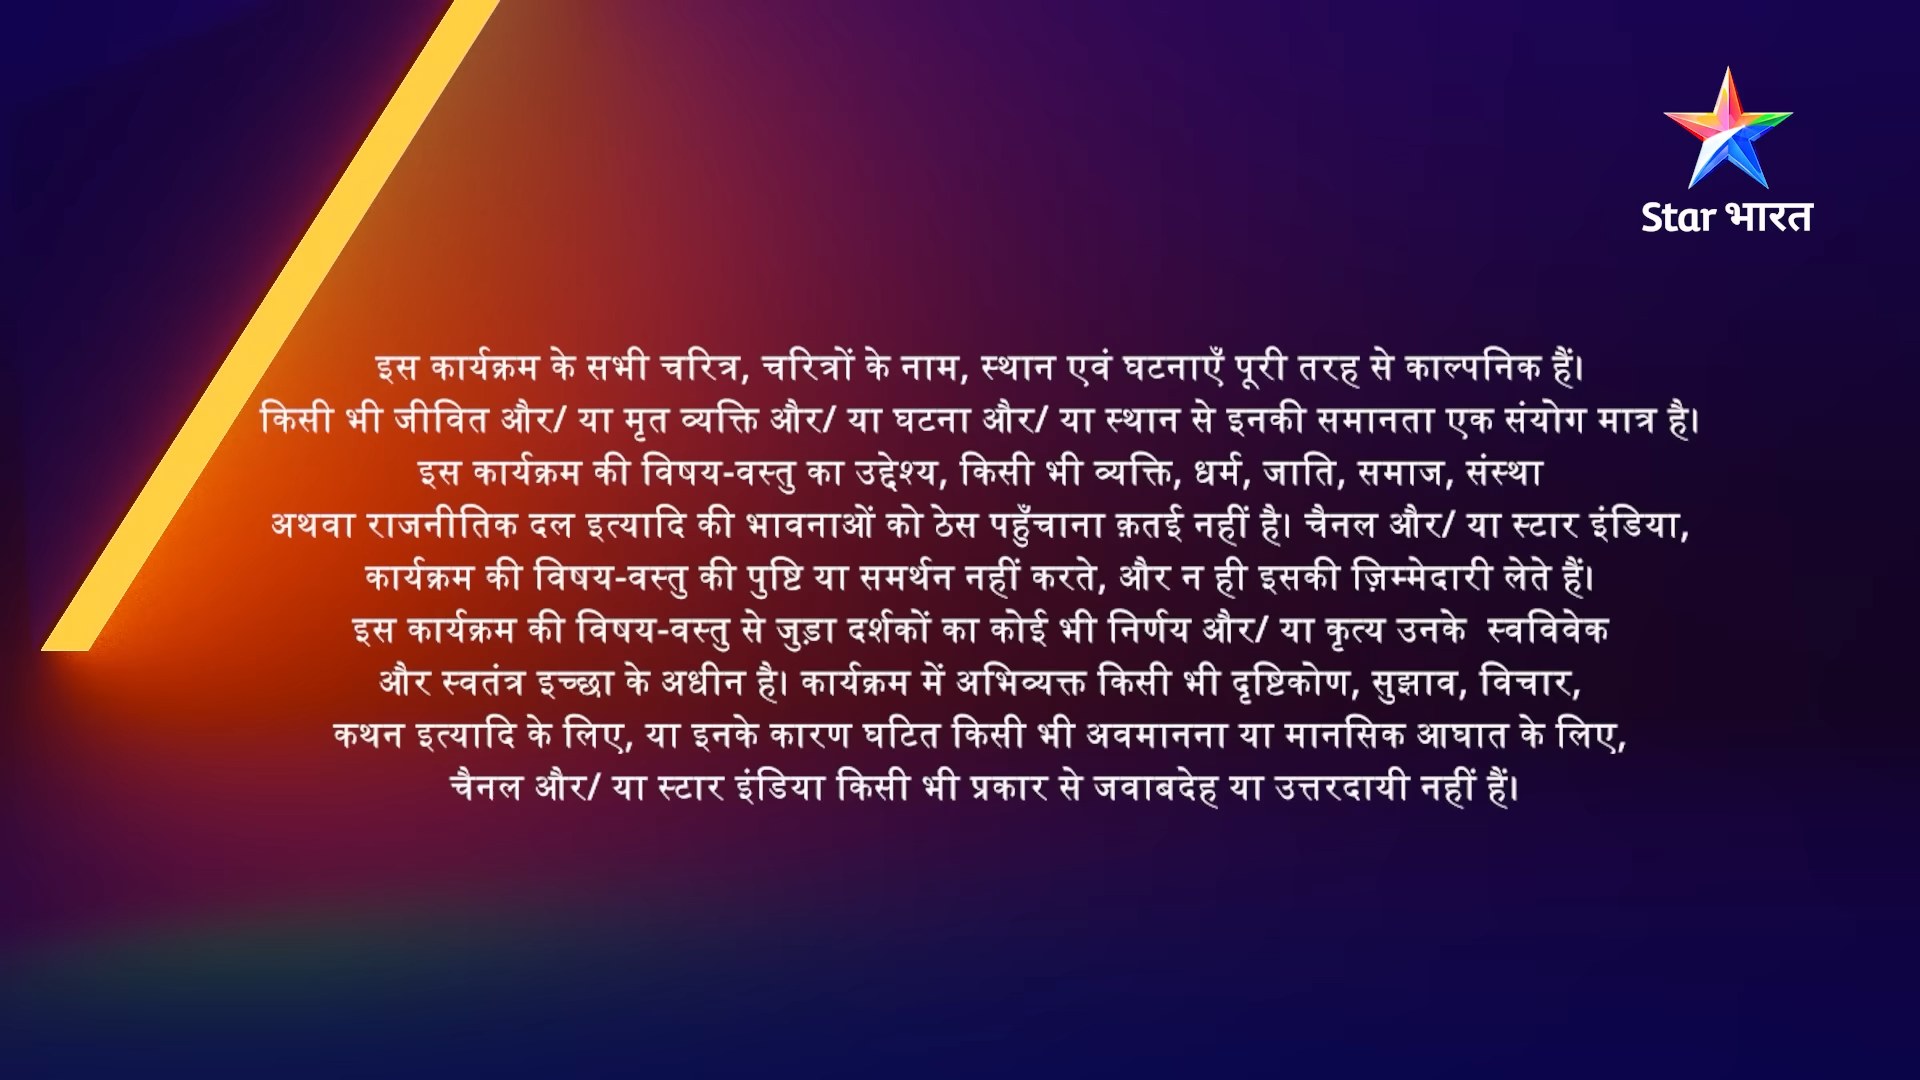 Star भारत
इस कार्यक्रम के सभी चरित्र, चरित्रों के नाम, स्थान एवं घटनाएँ पूरी तरह से काल्पनिक हैं।
किसी भी जीवित और/ या मृत व्यक्ति और/ या घटना और/ या स्थान से इनकी समानता एक संयोग मात्र है।
इस कार्यक्रम की विषय-वस्तु का उद्देश्य, किसी भी व्यक्ति, धर्म, जाति, समाज, संस्था
अथवा राजनीतिक दल इत्यादि की भावनाओं को ठेस पहुँचाना क़तई नहीं है। चैनल और/ या स्टार इंडिया,
कार्यक्रम की विषय-वस्तु की पुष्टि या समर्थन नहीं करते, और न ही इसकी ज़िम्मेदारी लेते हैं।
इस कार्यक्रम की विषय-वस्तु से जुड़ा दर्शकों का कोई भी निर्णय और/ या कृत्य उनके स्वविवेक
और स्वतंत्र इच्छा के अधीन है। कार्यक्रम में अभिव्यक्त किसी भी दृष्टिकोण, सुझाव, विचार,
कथन इत्यादि के लिए, या इनके कारण घटित किसी भी अवमानना या मानसिक आघात के लिए,
चैनल और/ या स्टार इंडिया किसी भी प्रकार से जवाबदेह या उत्तरदायी नहीं हैं।